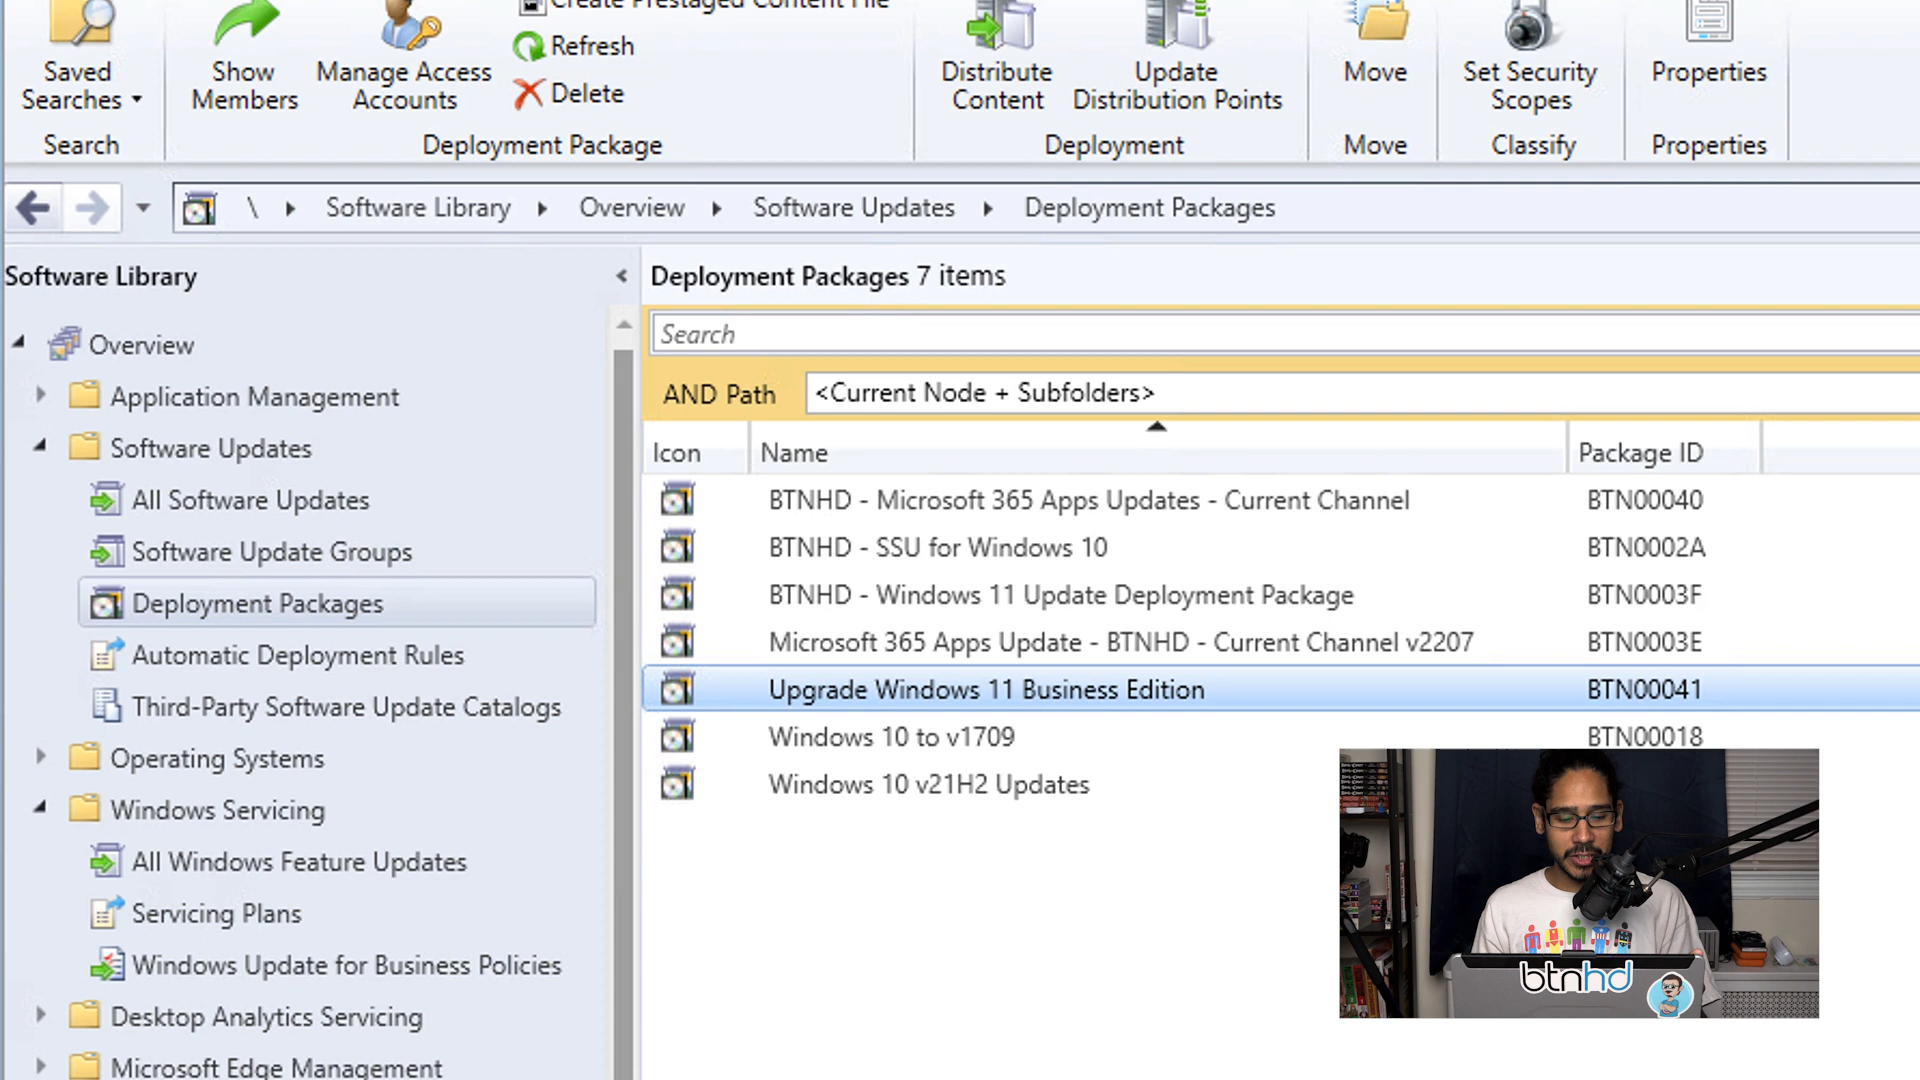 Create Prestaged Content File
Saved
Searches
Show
Members
Manage Access
Accounts
Refresh
Delete
Distribute
Content
Update
Distribution Points
Move
Set Security
Scopes
Properties
Search
Deployment Package
Deployment
Move
Classify
Properties
\ Software Library Overview Software Updates Deployment Packages
Software Library
Overview
Application Management
Software Updates
All Software Updates
Software Update Groups
Deployment Packages
Automatic Deployment Rules
Third-Party Software Update Catalogs
Operating Systems
Windows Servicing
All Windows Feature Updates
Servicing Plans
Windows Update for Business Policies
Desktop Analytics Servicing
Microsoft Edge Management
Deployment Packages 7 items
Search
AND Path <Current Node + Subfolders>
Icon Name Package ID
BTNHD - Microsoft 365 Apps Updates - Current Channel BTN00040
BTNHD - SSU for Windows 10 BTN0002A
BTNHD - Windows 11 Update Deployment Package BTN0003F
Microsoft 365 Apps Update - BTNHD - Current Channel v2207 BTN0003E
Upgrade Windows 11 Business Edition BTN00041
Windows 10 to v1709 BTN00018
Windows 10 v21H2 Updates
btnhd